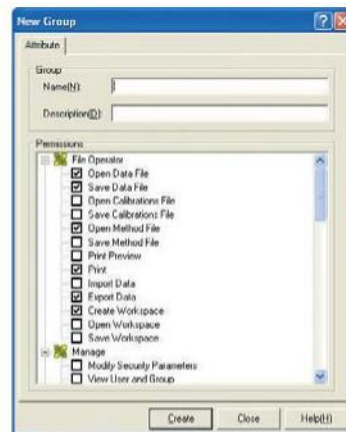 New Group
Attribute
Group
Name(N):
Description(D):
Permissions
File Operator
Open Data File
Save Data File
Open Calibrations File
Save Calibrations File
Open Method File
Save Method File
Print Preview
Print
Import Data
Export Data
Create Workspace
Open Workspace
Save Workspace
Manage
Modify Security Parameters
View User and Group
Create Close Help(H)